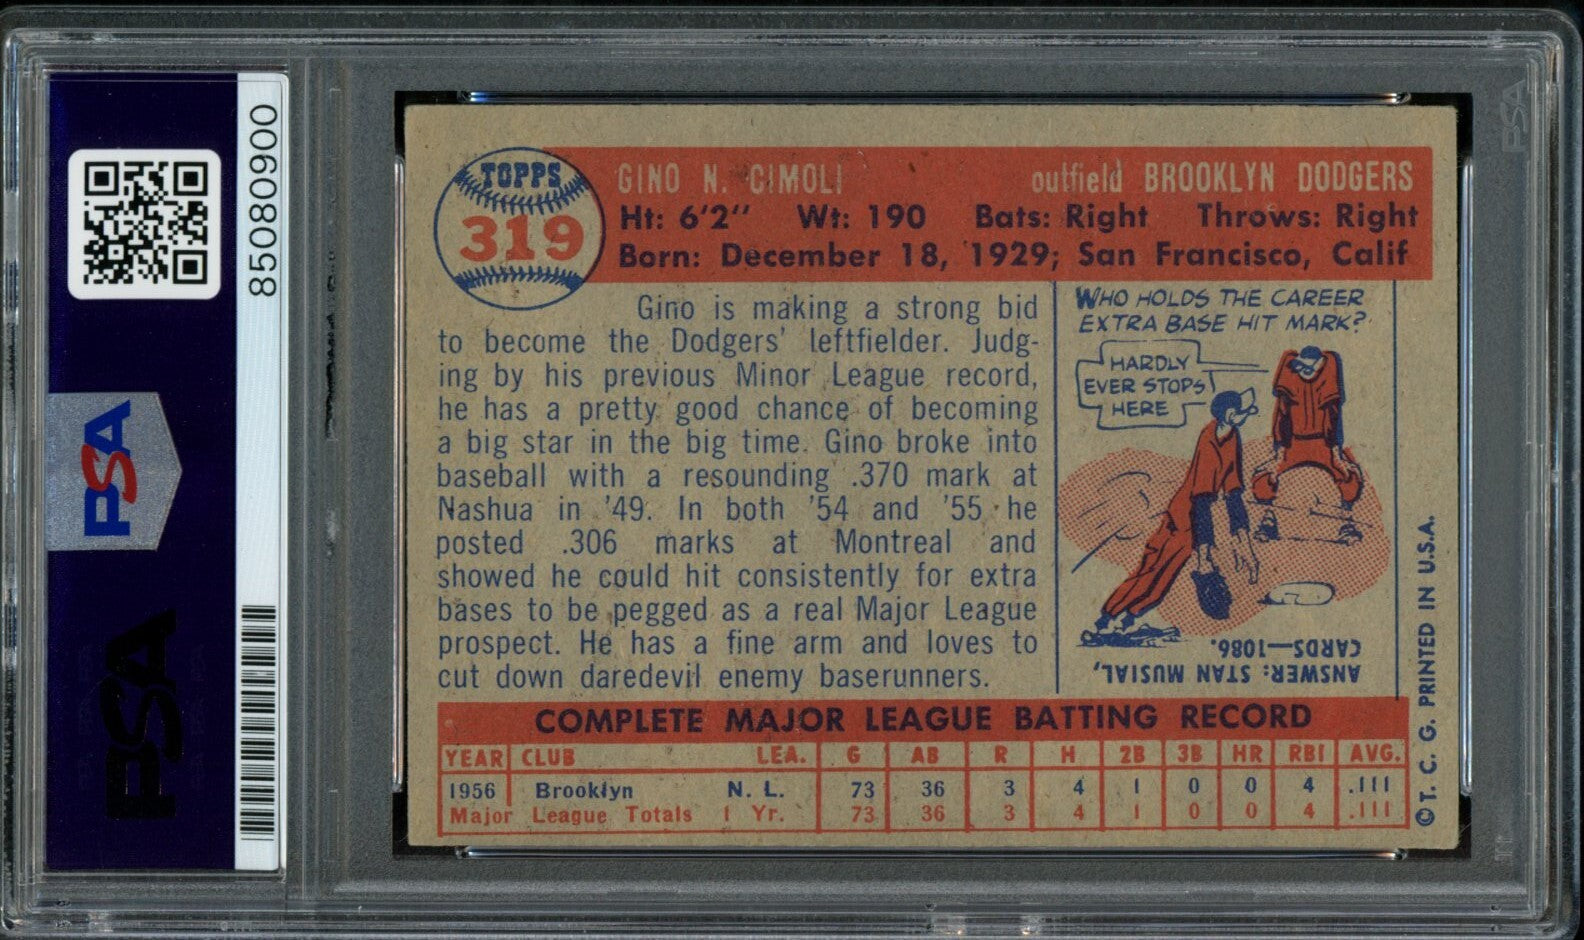 85080900
PSA
PSA
TOPPS
319
GINO N. CIMOLI outfield BROOKLYN DODGERS
Ht: 6'2" Wt: 190 Bats: Right Throws: Right
Born: December 18, 1929; San Francisco, Calif
Gino is making a strong bid
to become the Dodgers' leftfielder. Judg-
ing by his previous Minor League record,
he has a pretty good chance of becoming
a big star in the big time. Gino broke into
baseball with a resounding .370 mark at
Nashua in '49. In both '54 and '55 he
posted .306 marks at Montreal and
showed he could hit consistently for extra
bases to be pegged as a real Major League
prospect. He has a fine arm and loves to
cut down daredevil enemy baserunners.
WHO HOLDS THE CAREER
EXTRA BASE HIT MARK?
HARDLY
EVER STOPS
HERE
ANSWER: STAN MUSIAL,
CARDS—1086.
COMPLETE MAJOR LEAGUE BATTING RECORD
YEAR CLUB LEA. G AB R H 2B 3B HR RBI AVG.
1956 Brooklyn N. L. 73 36 3 4 1 0 0 4 .111
Major League Totals 1 Yr. 73 36 3 4 1 0 0 4 .111
©T. C. G. PRINTED IN U.S.A.
PSA